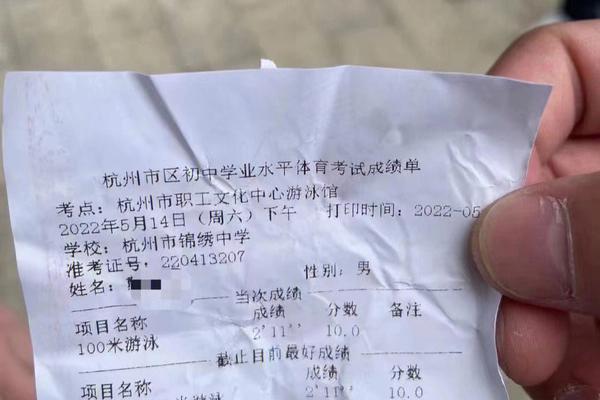 杭州市区初中学业水平体育考试成绩单
考点：杭州市职工文化中心游泳馆
2022年5月14日（周六）下午 打印时间：2022-05
学校：杭州市锦绣中学
准考证号，220413207
姓名： 性别：男
当次成绩
项目名称 成绩 分数 备注
100米游泳 2'11'' 10.0
截止目前最好成绩
项目名称 分数
米游泳 2'11'' 10.0